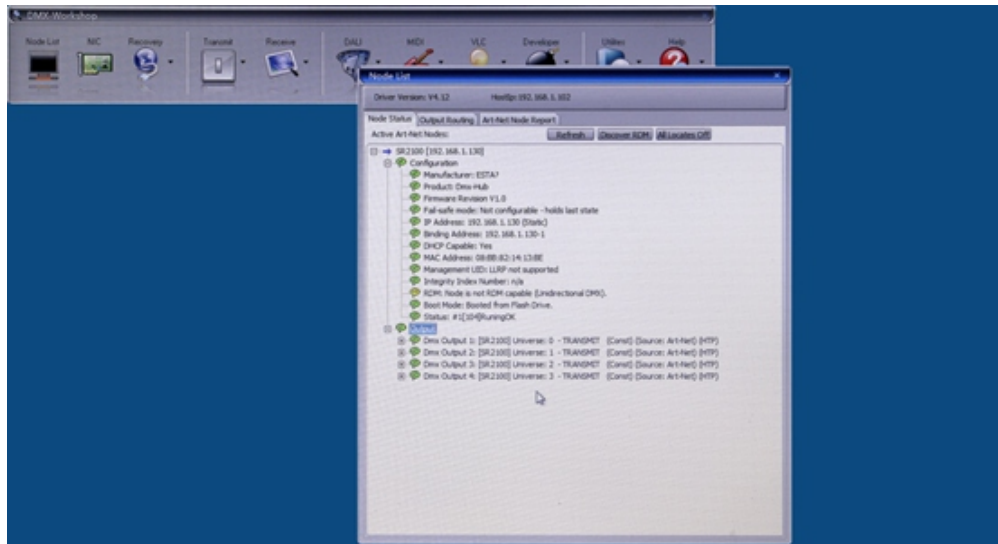 DMX-Workshop
Node List NIC Recovery Transmit Receive DALI MIDI VLC Developer Utilities Help
Node List
Driver Version: V4.12 HostIp:192.168.1.102
Node Status Output Routing Art-Net Node Report
Active Art-Net Nodes: Refresh Discover RDM All Locates Off
SR2100 [192.168.1.130]
Configuration
Manufacturer: ESTA?
Product: Dmx-Hub
Firmware Revision V1.0
Fail-safe mode: Not configurable - holds last state
IP Address: 192.168.1.130 (Static)
Binding Address: 192.168.1.130-1
DHCP Capable: Yes
MAC Address: 08:BB:82:14:13:BE
Management UID: LLRP not supported
Integrity Index Number: n/a
RDM: Node is not RDM capable (Unidirectional DMX).
Boot Mode: Booted from Flash Drive.
Status: #1[104]RuningOK
Output
Dmx Output 1: [SR2100] Universe: 0 - TRANSMIT (Const) (Source: Art-Net) (HTP)
Dmx Output 2: [SR2100] Universe: 1 - TRANSMIT (Const) (Source: Art-Net) (HTP)
Dmx Output 3: [SR2100] Universe: 2 - TRANSMIT (Const) (Source: Art-Net) (HTP)
Dmx Output 4: [SR2100] Universe: 3 - TRANSMIT (Const) (Source: Art-Net) (HTP)